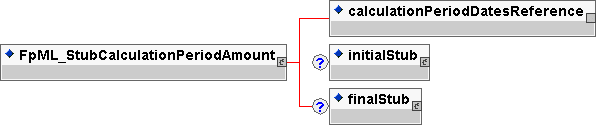 calculationPeriodDatesReference
FpML_StubCalculationPeriodAmount
? initialStub
? finalStub